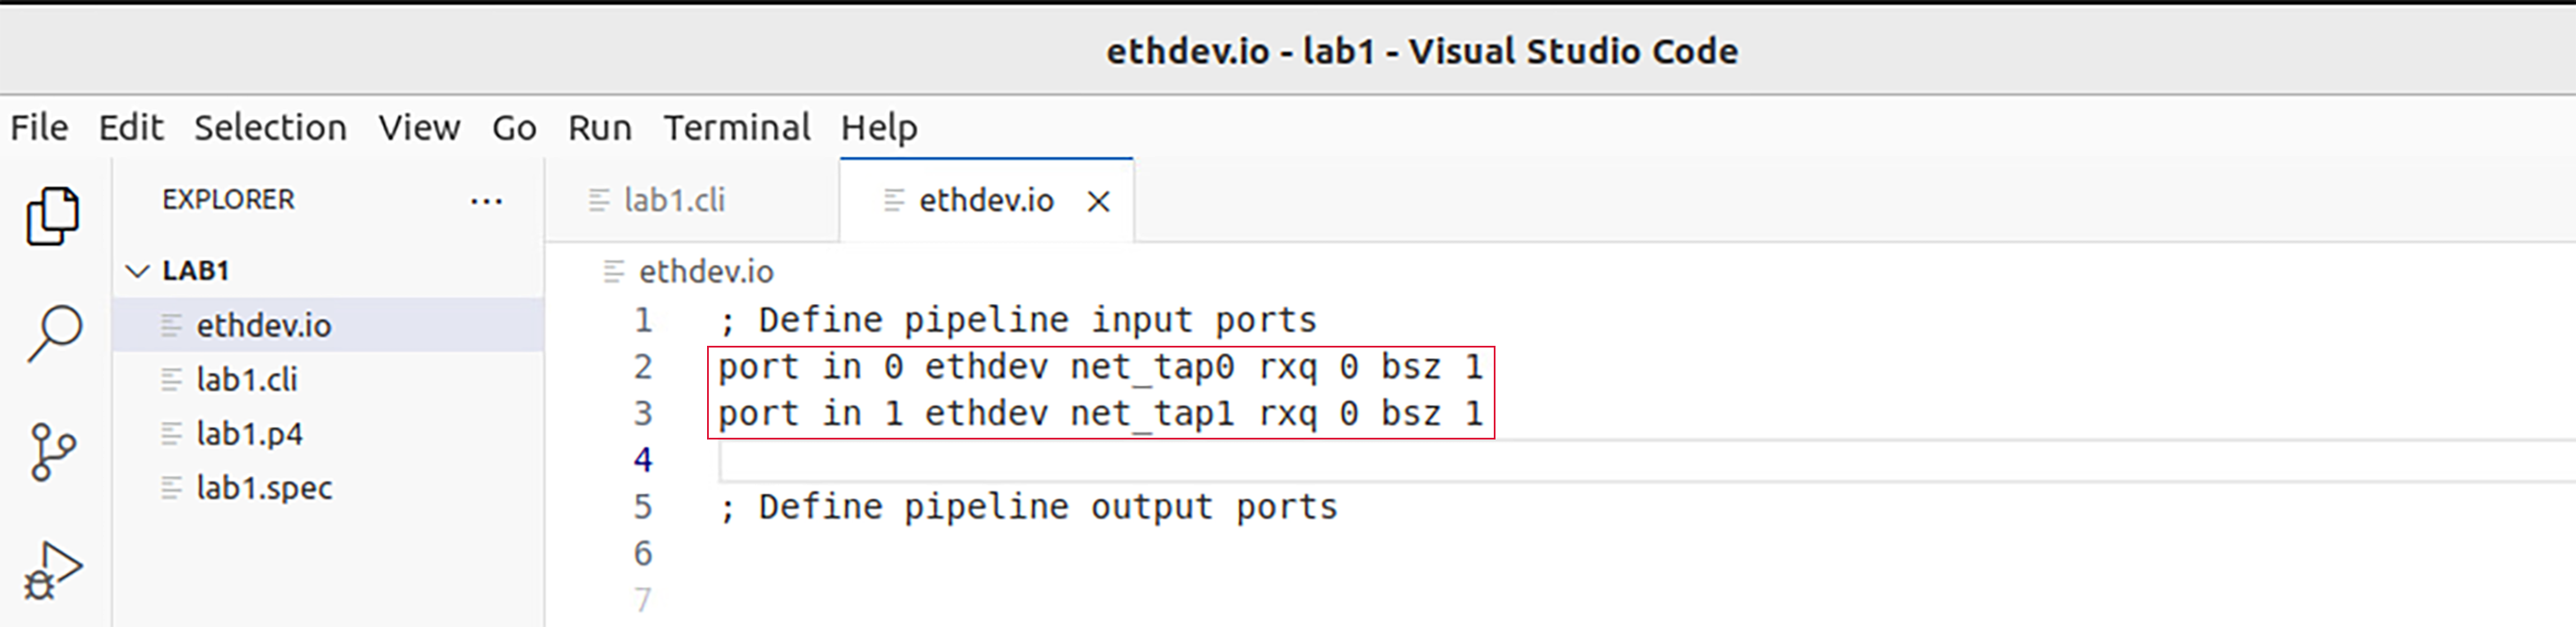 ethdev.io - lab1 - Visual Studio Code
File Edit Selection View Go Run Terminal Help
EXPLORER ...
LAB1
ethdev.io
lab1.cli
lab1.p4
lab1.spec
lab1.cli ethdev.io
ethdev.io
1 ; Define pipeline input ports
2 port in 0 ethdev net_tap0 rxq 0 bsz 1
3 port in 1 ethdev net_tap1 rxq 0 bsz 1
4
5 ; Define pipeline output ports
6
7